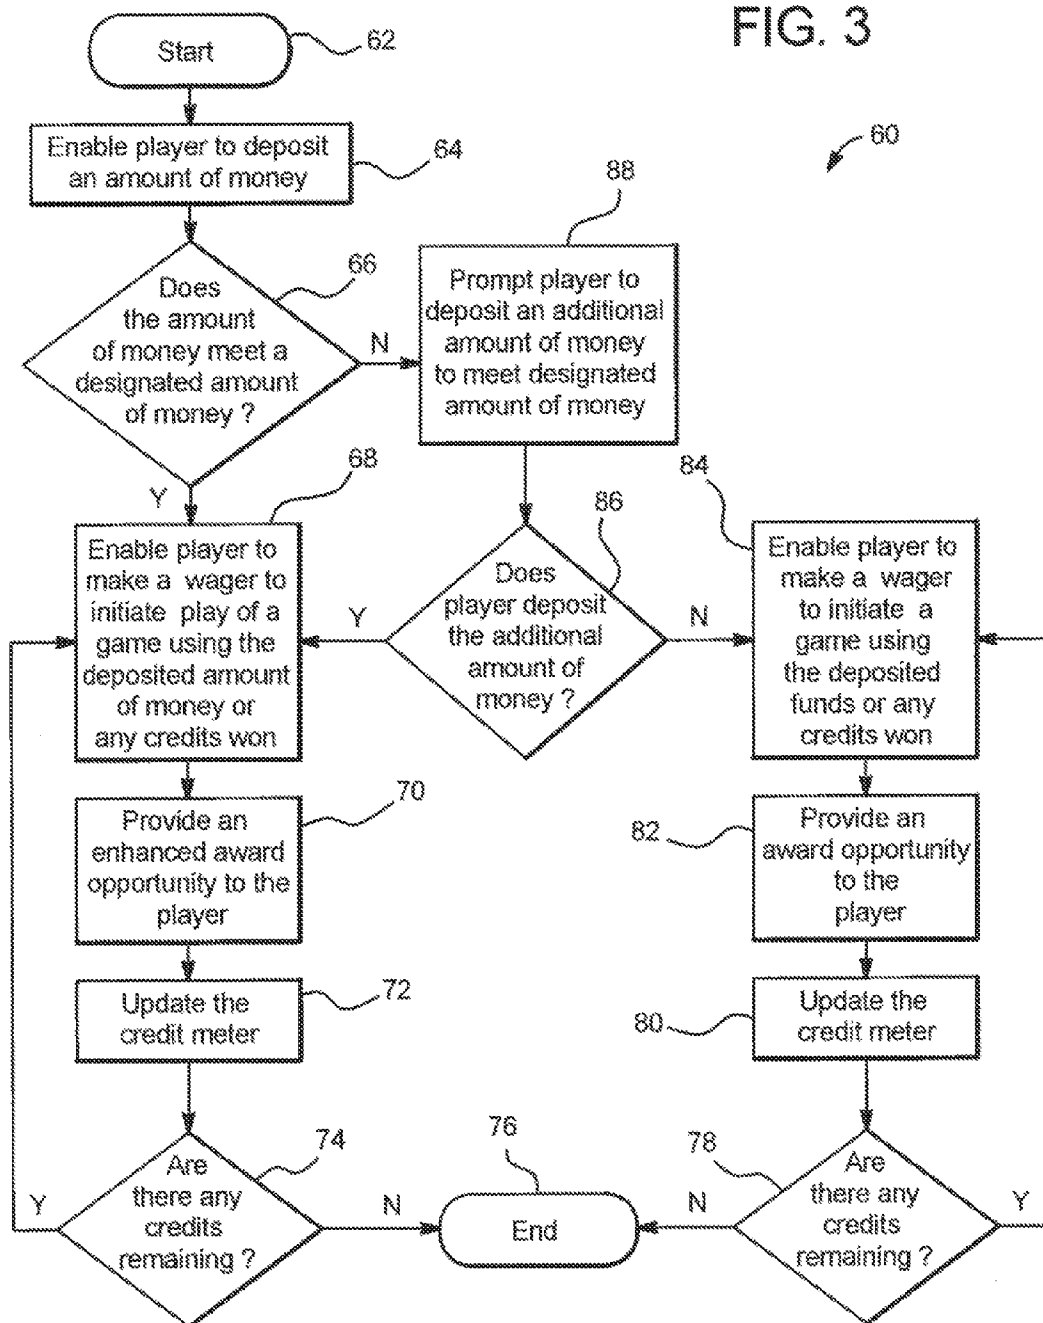 FIG. 3
60
Start
62
Enable player to deposit
an amount of money
64
Does
the amount
of money meet a
designated amount
of money ?
66
N
Y
Prompt player to
deposit an additional
amount of money
to meet designated
amount of money
88
Enable player to
make a wager to
initiate play of a
game using the
deposited amount
of money or
any credits won
68
Does
player deposit
the additional
amount of
money ?
86
Y
N
Enable player to
make a wager
to initiate a
game using
the deposited
funds or any
credits won
84
Provide an
enhanced award
opportunity to the
player
70
Provide an
award opportunity
to the
player
82
Update the
credit meter
72
Update the
credit meter
80
Are
there any
credits
remaining ?
74
Y
N
End
76
Are
there any
credits
remaining ?
78
N
Y